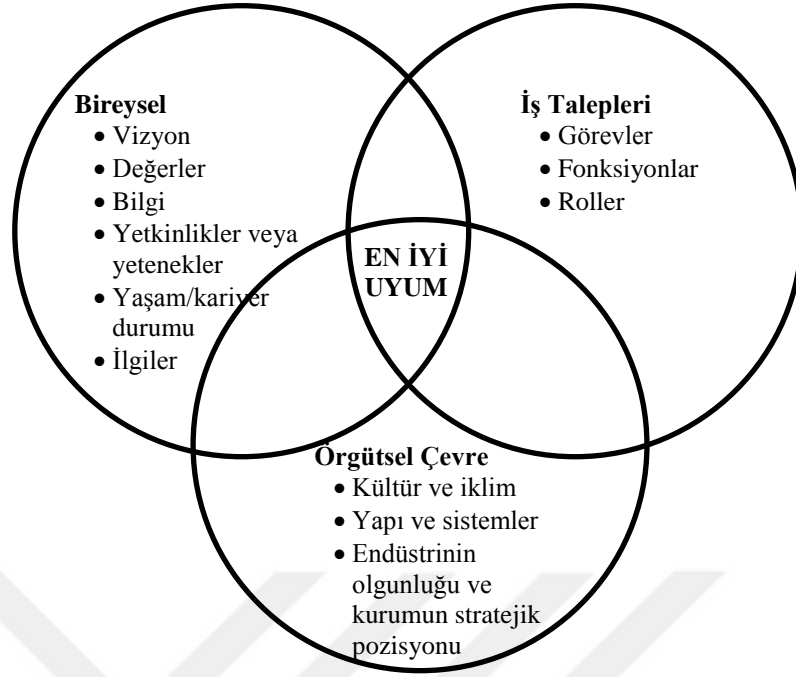 Bireysel
• Vizyon
• Değerler
• Bilgi
• Yetkinlikler veya
yetenekler
• Yaşam/kariyer
durumu
• İlgiler
İş Talepleri
• Görevler
• Fonksiyonlar
• Roller
EN İYİ
UYUM
Örgütsel Çevre
• Kültür ve iklim
• Yapı ve sistemler
• Endüstrinin
olgunluğu ve
kurumun stratejik
pozisyonu